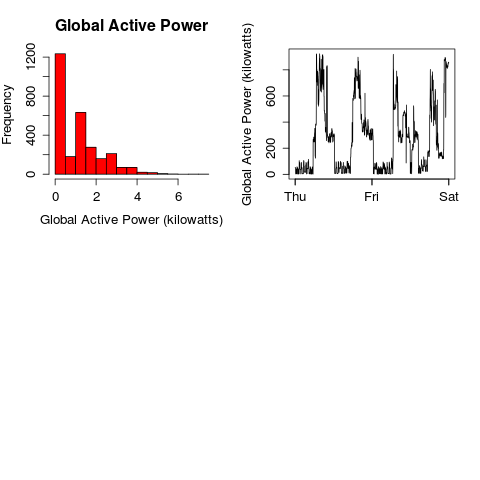 Global Active Power
Frequency
1200
800
400
0
0
2
4
6
Global Active Power (kilowatts)
Global Active Power (kilowatts)
600
200
0
Thu
Fri
Sat